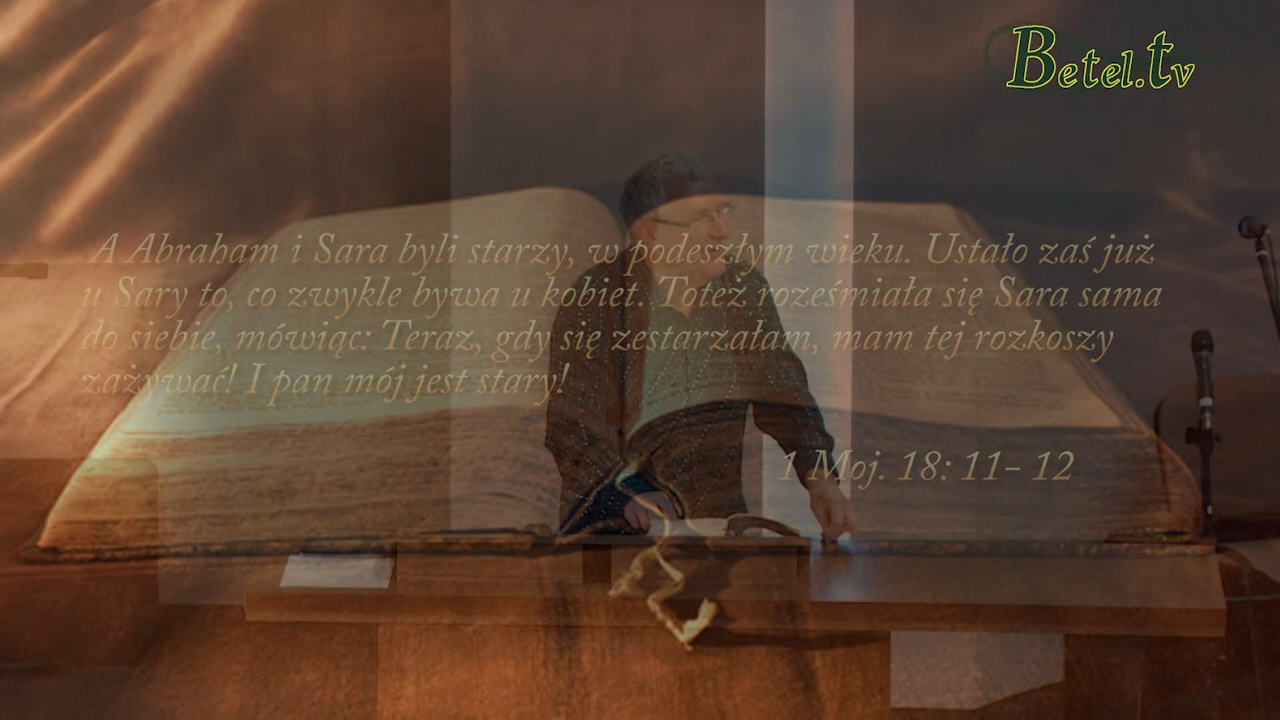 Betel.tv
A Abraham i Sara byli starzy, w podeszłym wieku. Ustało zaś już
u Sary to, co zwykle bywa u kobiet. Toteż roześmiała się Sara sama
do siebie, mówiąc: Teraz, gdy się zestarzałam, mam tej rozkoszy
zażywać! I pan mój jest stary!
1 Moj. 18: 11- 12